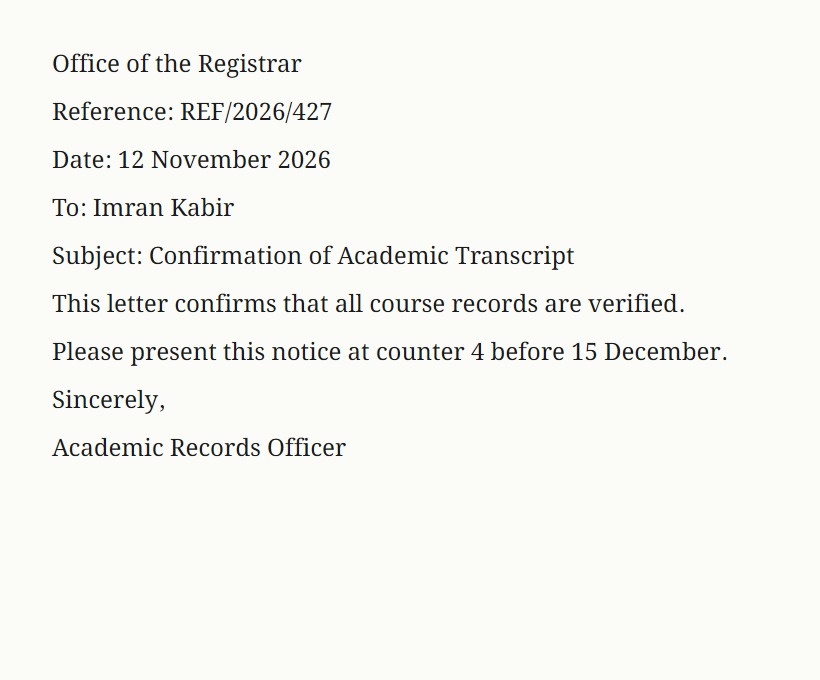 Office of the Registrar
Reference: REF/2026/427
Date: 12 November 2026
To: Imran Kabir
Subject: Confirmation of Academic Transcript
This letter confirms that all course records are verified.
Please present this notice at counter 4 before 15 December.
Sincerely,
Academic Records Officer